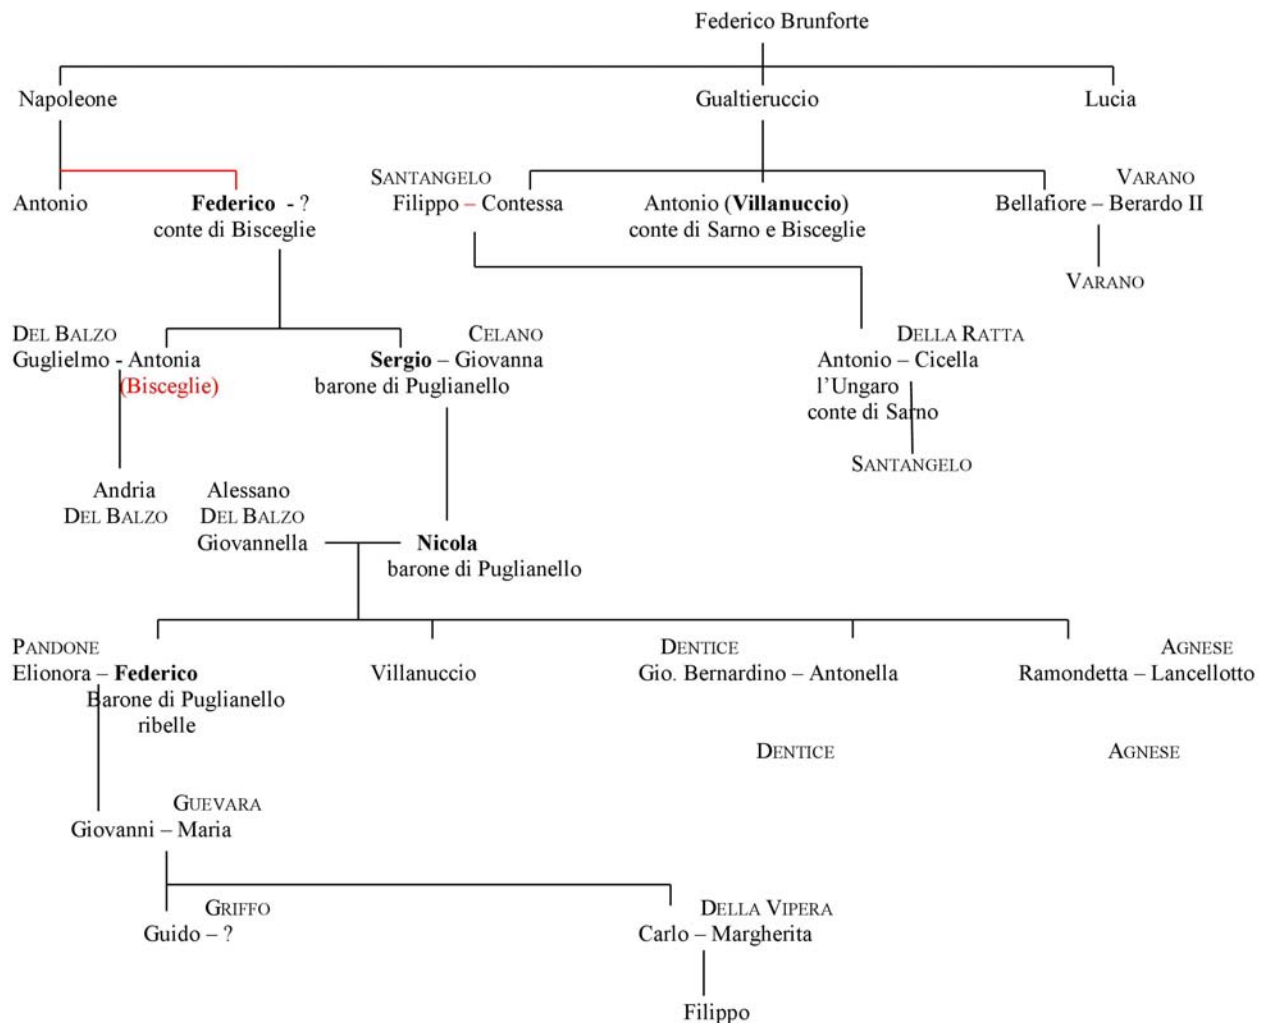 Federico Brunforte
Napoleone Gualtieruccio Lucia
SANTANGELO VARANO
Antonio Federico - ? Filippo – Contessa Antonio (Villanuccio) Bellafiore – Berardo II
conte di Bisceglie conte di Sarno e Bisceglie
VARANO
DEL BALZO CELANO DELLA RATTA
Guglielmo - Antonia Sergio – Giovanna Antonio – Cicella
(Bisceglie) barone di Puglianello l'Ungaro
conte di Sarno
SANTANGELO
Andria Alessano
DEL BALZO DEL BALZO
Giovannella Nicola
barone di Puglianello
PANDONE DENTICE AGNESE
Elionora – Federico Villanuccio Gio. Bernardino – Antonella Ramondetta – Lancellotto
Barone di Puglianello
ribelle
DENTICE AGNESE
GUEVARA
Giovanni – Maria
GRIFFO DELLA VIPERA
Guido – ? Carlo – Margherita
Filippo